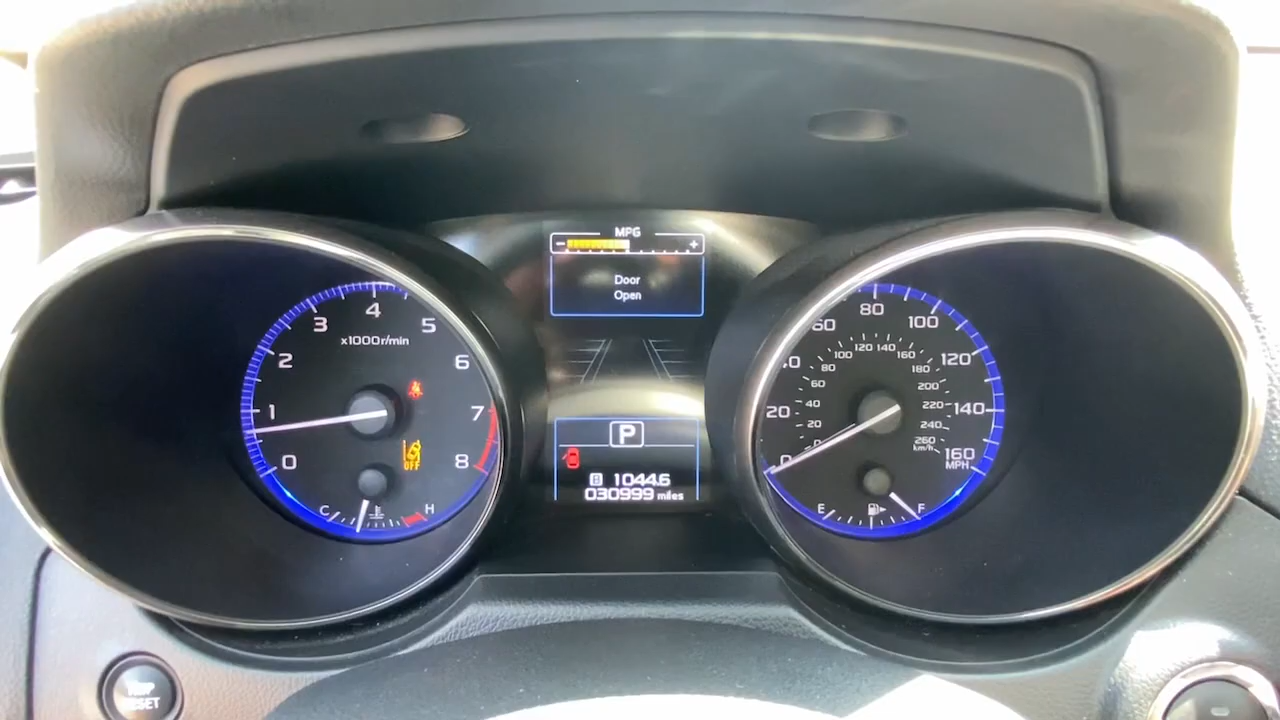 MPG
- +
Door
Open
4
3 5
x1000r/min
2 6
1 7
0 8
OFF
C H
P
B 1044.6
030999 miles
80
60 100
120
20 140
0 160
MPH
120 140
100 160
80 180
60 200
40 220
20 240
0 260
km/h
E F